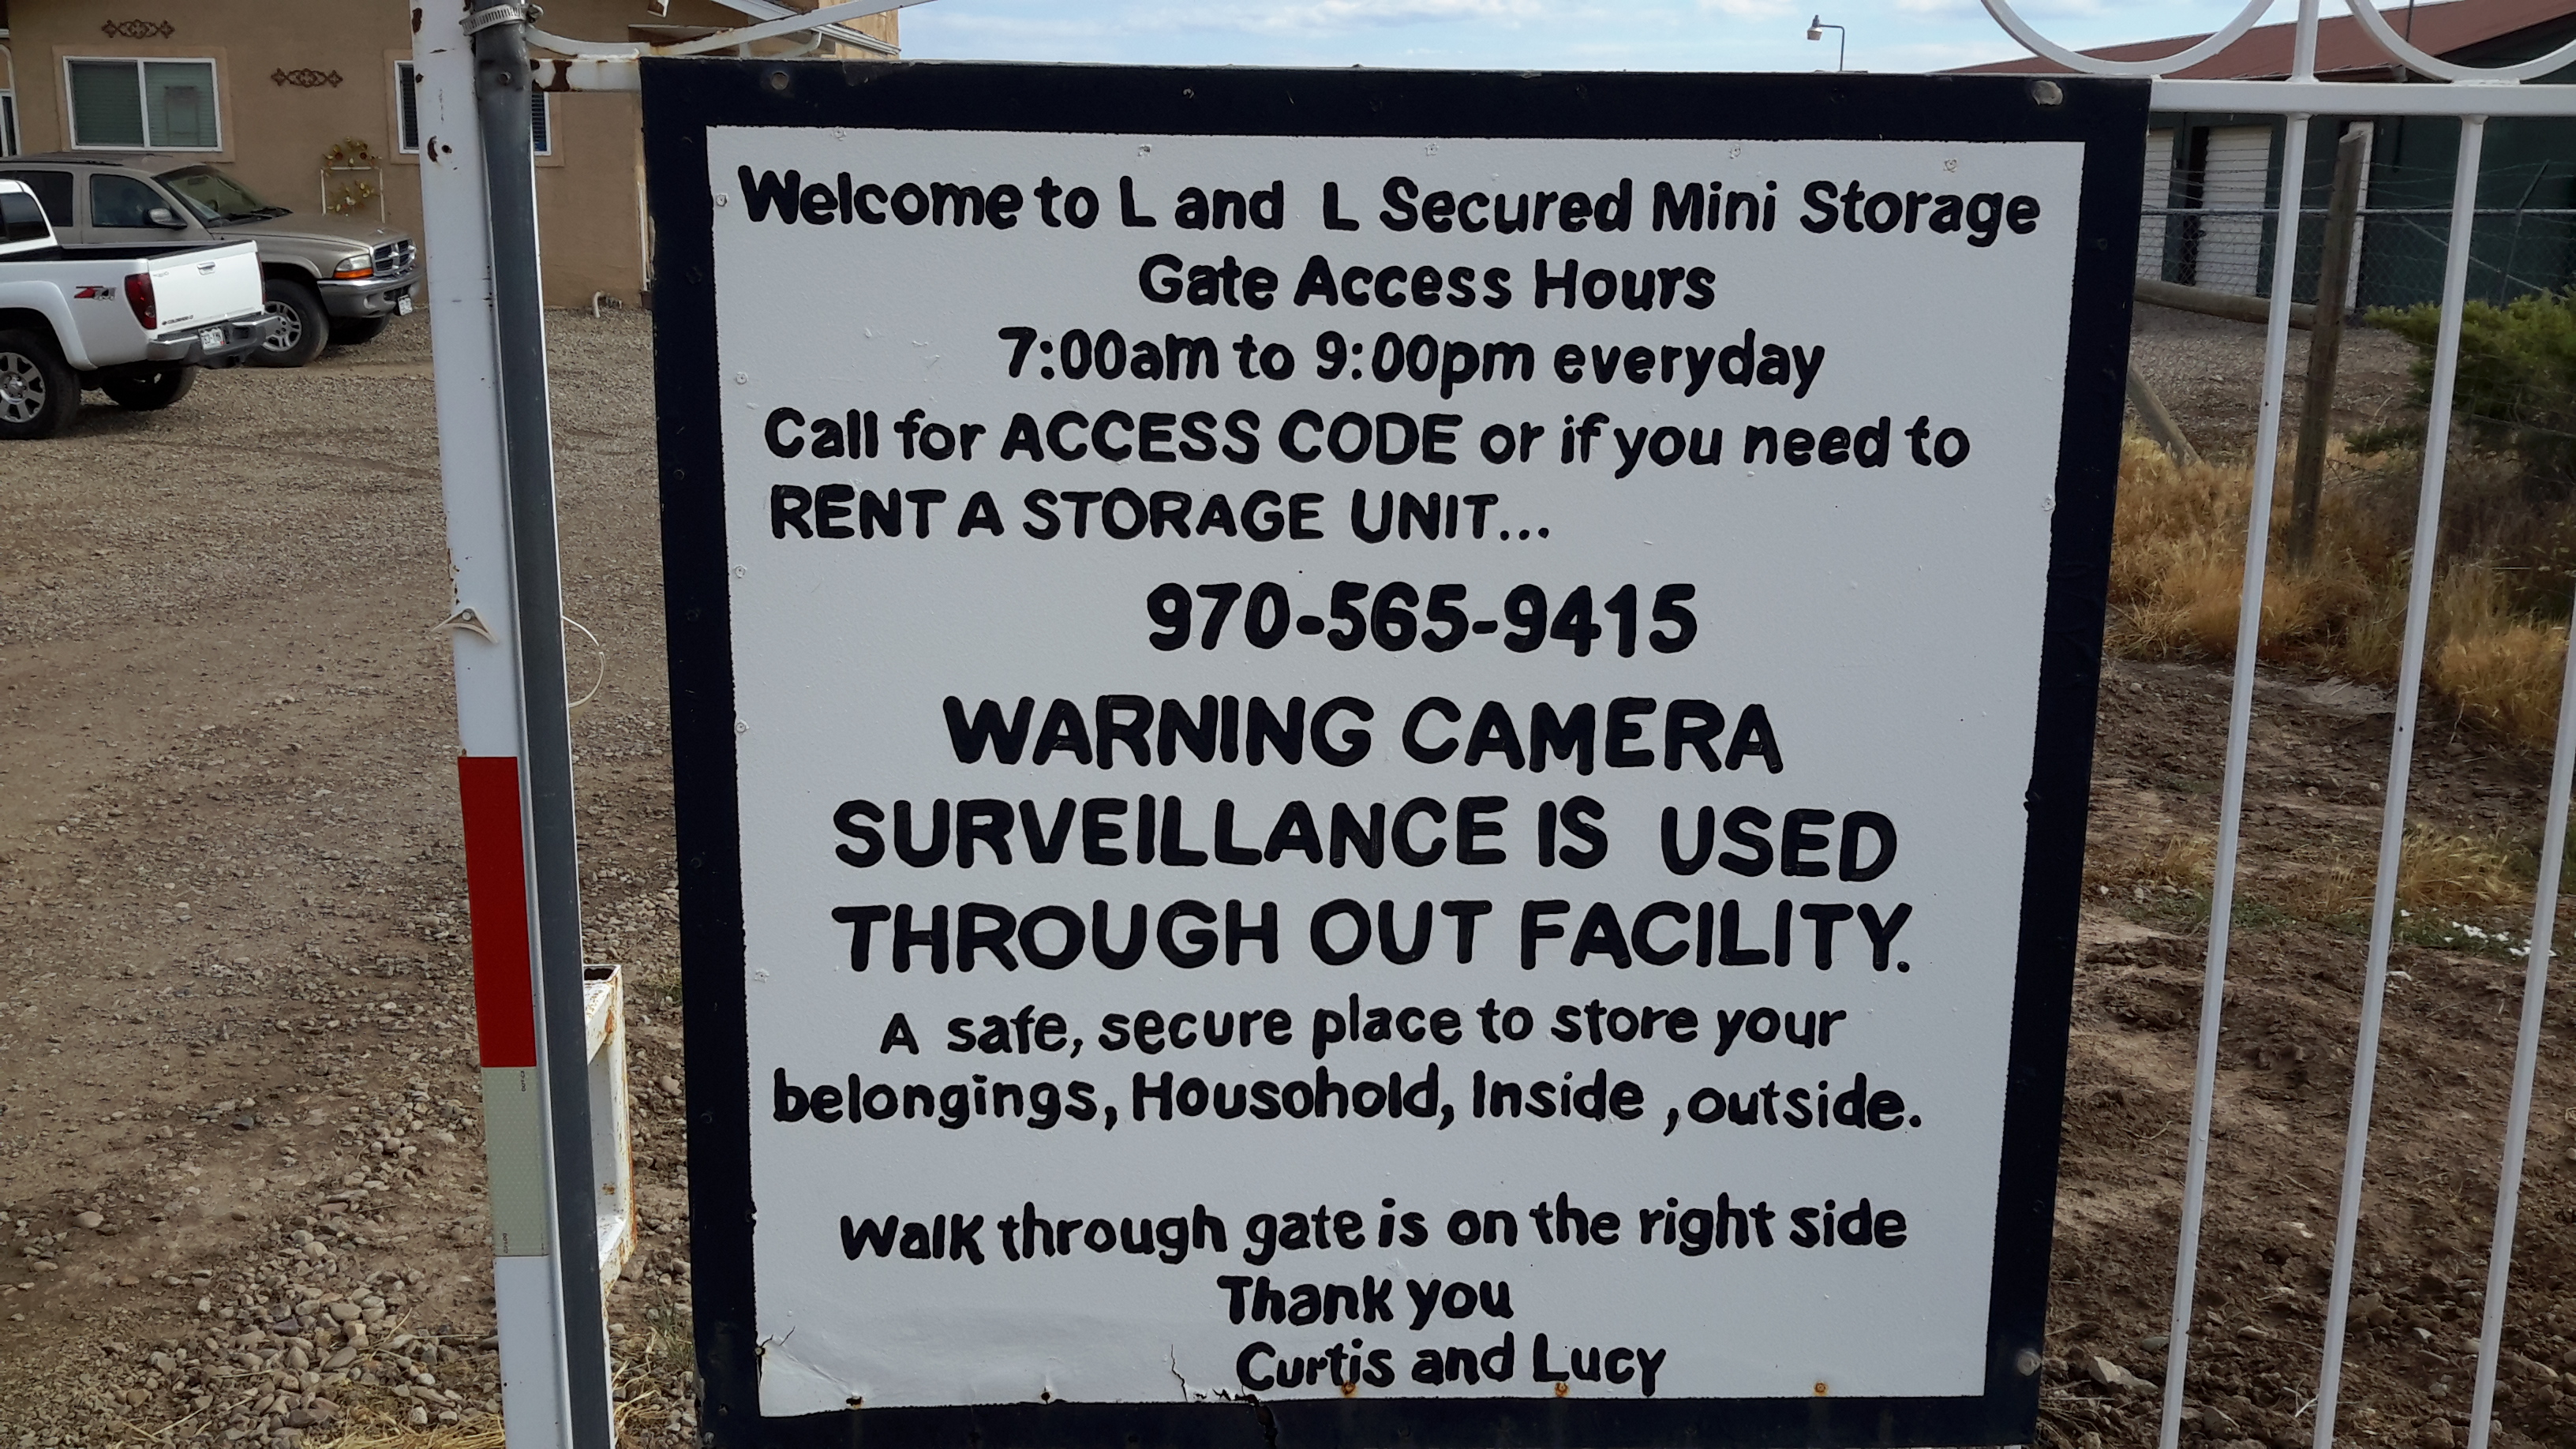 Welcome to L and L Secured Mini Storage
Gate Access Hours
7:00am to 9:00pm everyday
Call for ACCESS CODE or if you need to
RENT A STORAGE UNIT...
970-565-9415
WARNING CAMERA
SURVEILLANCE IS USED
THROUGH OUT FACILITY.
A safe, secure place to store your
belongings, Housohold, Inside , outside.
Walk through gate is on the right side
Thank you
Curtis and Lucy
Z71